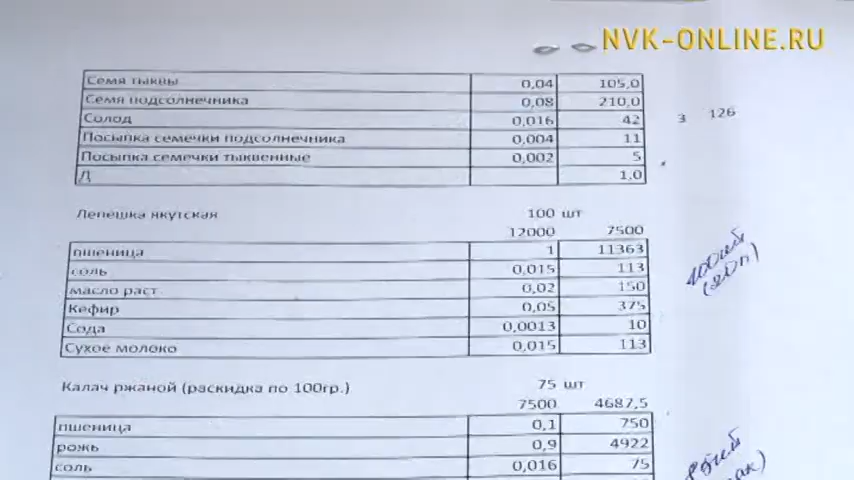 NVK-ONLINE.RU
Семя тыквы 0,04 105,0
Семя подсолнечника 0,08 210,0
Солод 0,016 42 3 126
Посыпка семечки подсолнечника 0,004 11
Посыпка семечки тыквенные 0,002 5
Д 1,0
Лепешка якутская 100 шт
12000 7500
пшеница 1 11363
соль 0,015 113
масло раст 0,02 150
Кефир 0,05 375
Сода 0,0013 10
Сухое молоко 0,015 113
Калач ржаной (раскидка по 100гр.) 75 шт
7500 4687,5
пшеница 0,1 750
рожь 0,9 4922
соль 0,016 75